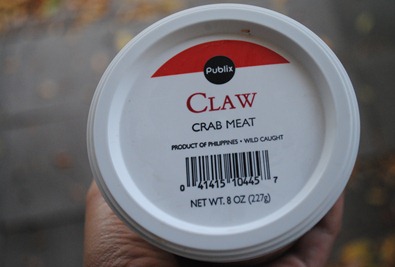 Publix
CLAW
CRAB MEAT
PRODUCT OF PHILIPPINES • WILD CAUGHT
0 41415 10445 7
NET WT. 8 OZ (227g)